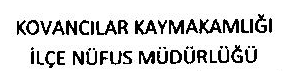 KOVANCILAR KAYMAKAMLIĞI
İLÇE NÜFUS MÜDÜRLÜĞÜ